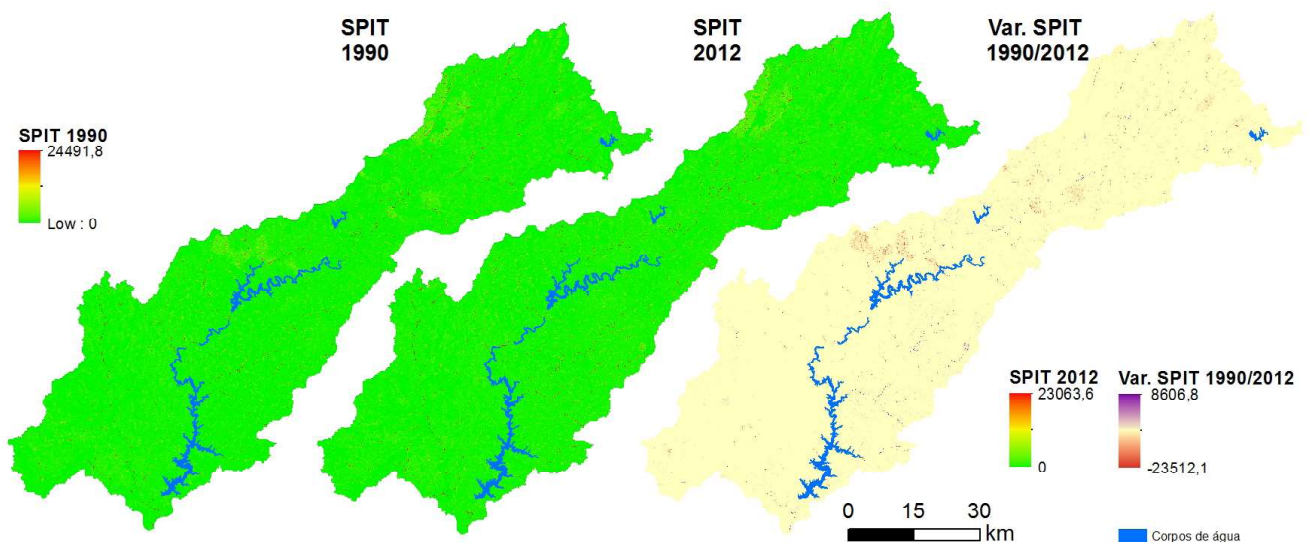 SPIT
1990
SPIT
2012
Var. SPIT
1990/2012
SPIT 1990
24491,8
Low : 0
SPIT 2012
23063,6
0
Var. SPIT 1990/2012
8606,8
-23512,1
0 15 30
km
Corpos de água